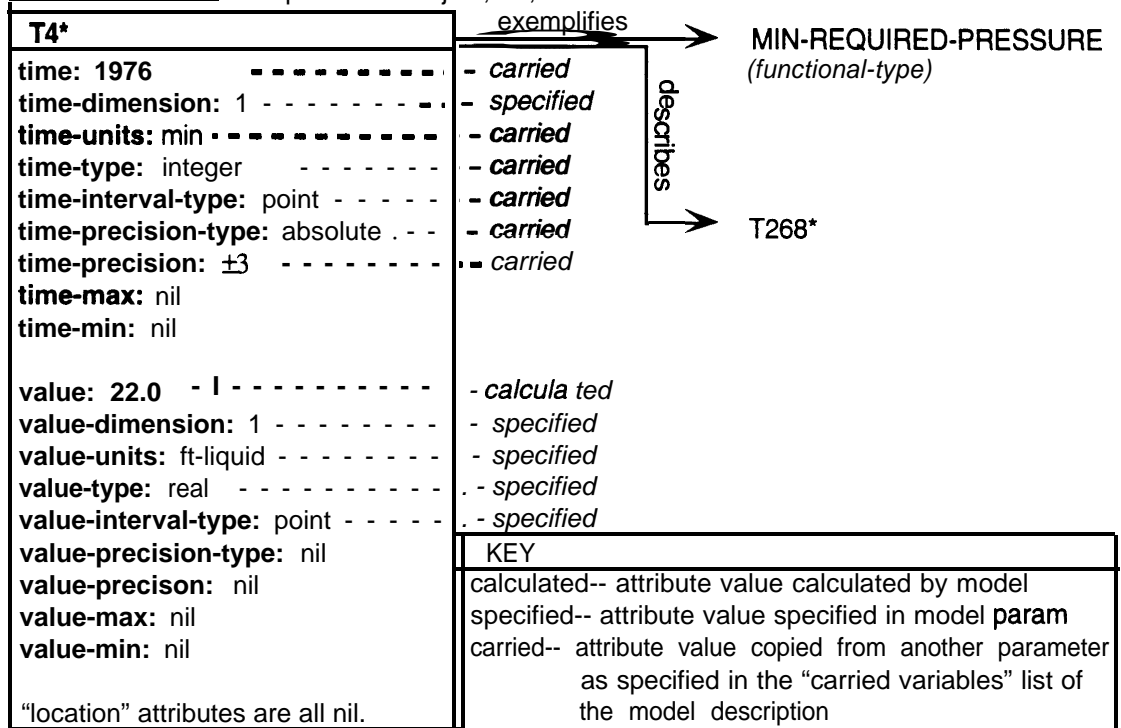 exemplifies
T4*
MIN-REQUIRED-PRESSURE
(functional-type)
time: 1976 - carried
time-dimension: 1 - specified
time-units: min - carried
time-type: integer - carried
time-interval-type: point - carried
time-precision-type: absolute - carried
time-precision: ±3 - carried
time-max: nil
time-min: nil
describes
T268*
value: 22.0 - calculated
value-dimension: 1 - specified
value-units: ft-liquid - specified
value-type: real - specified
value-interval-type: point - specified
value-precision-type: nil
value-precison: nil
value-max: nil
value-min: nil
"location" attributes are all nil.
KEY
calculated-- attribute value calculated by model
specified-- attribute value specified in model param
carried-- attribute value copied from another parameter
as specified in the "carried variables" list of
the model description